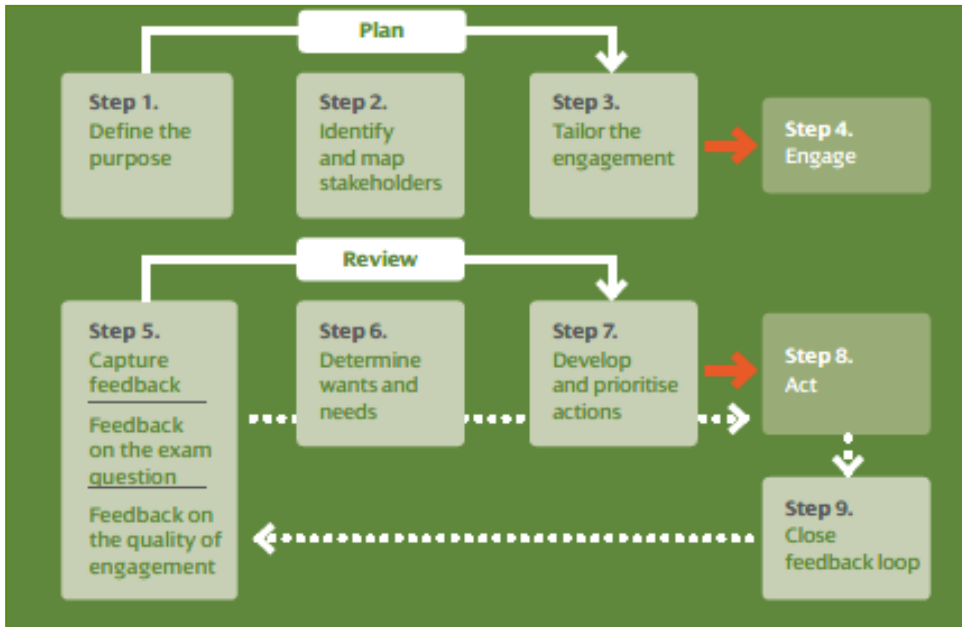 Plan
Step 1.
Define the
purpose
Step 2.
Identify
and map
stakeholders
Step 3.
Tailor the
engagement
Step 4.
Engage
Review
Step 5.
Capture
feedback
Feedback
on the exam
question
Feedback on
the quality of
engagement
Step 6.
Determine
wants and
needs
Step 7.
Develop
and prioritise
actions
Step 8.
Act
Step 9.
Close
feedback loop